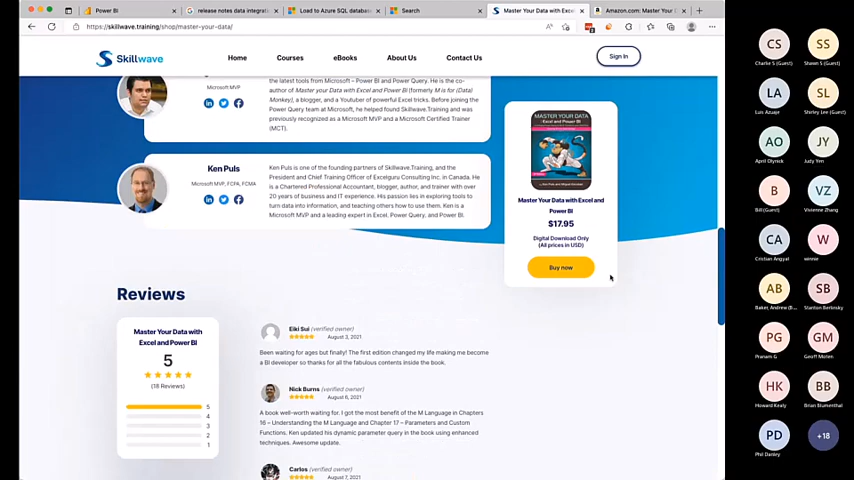 Power BI
release notes data integrati
Load to Azure SQL databas
Search
Master Your Data With Excel
Amazon.com: Master Your D
https://skillwave.training/shop/master-your-data/
Skillwave
Home
Courses
eBooks
About Us
Contact Us
Sign In
Microsoft MVP
the latest tools from Microsoft – Power BI and Power Query. He is the co-
author of Master your Data with Excel and Power BI (formerly M is for (Data)
Monkey), a blogger, and a Youtuber of powerful Excel tricks. Before joining the
Power Query team at Microsoft, he helped found Skillwave.Training and was
previously recognized as a Microsoft MVP and a Microsoft Certified Trainer
(MCT).
Ken Puls
Microsoft MVP, FCPA, FCMA
Ken Puls is one of the founding partners of Skillwave.Training, and the
President and Chief Training Officer of Excelguru Consulting Inc. in Canada. He
is a Chartered Professional Accountant, blogger, author, and trainer with over
20 years of business and IT experience. His passion lies in exploring tools to
turn data into information, and teaching others how to use them. Ken is a
Microsoft MVP and a leading expert in Excel, Power Query, and Power BI.
MASTER YOUR DATA
Excel and Power BI
Master Your Data with Excel and
Power BI
$17.95
Digital Download Only
(All prices in USD)
Buy now
Reviews
Master Your Data with
Excel and Power BI
5
(18 Reviews)
5
4
3
2
1
Eiki Sui (verified owner)
August 3, 2021
Been waiting for ages but finally! The first edition changed my life making me become
a BI developer so thanks for all the fabulous contents inside the book.
Nick Burns (verified owner)
August 6, 2021
A book well-worth waiting for. I got the most benefit of the M Language in Chapters
16 – Understanding the M Language and Chapter 17 – Parameters and Custom
Functions. Ken updated his dynamic parameter query in the book using enhanced
techniques. Awesome update.
Carlos (verified owner)
August 7, 2021
CS
Charlie S (Guest)
SS
Shawn S (Guest)
LA
Luis Azuaje
SL
Shirley Lee (Guest)
AO
April Olynick
JY
Judy Yen
B
Bill (Guest)
VZ
Vivienne Zhang
CA
Cristian Angyal
W
winnie
AB
Baker, Andrew (B...
SB
Stanton Berlinsky
PG
Pranam G
GM
Geoff Molen
HK
Howard Kealy
BB
Brian Blumenthal
PD
Phil Danley
+18